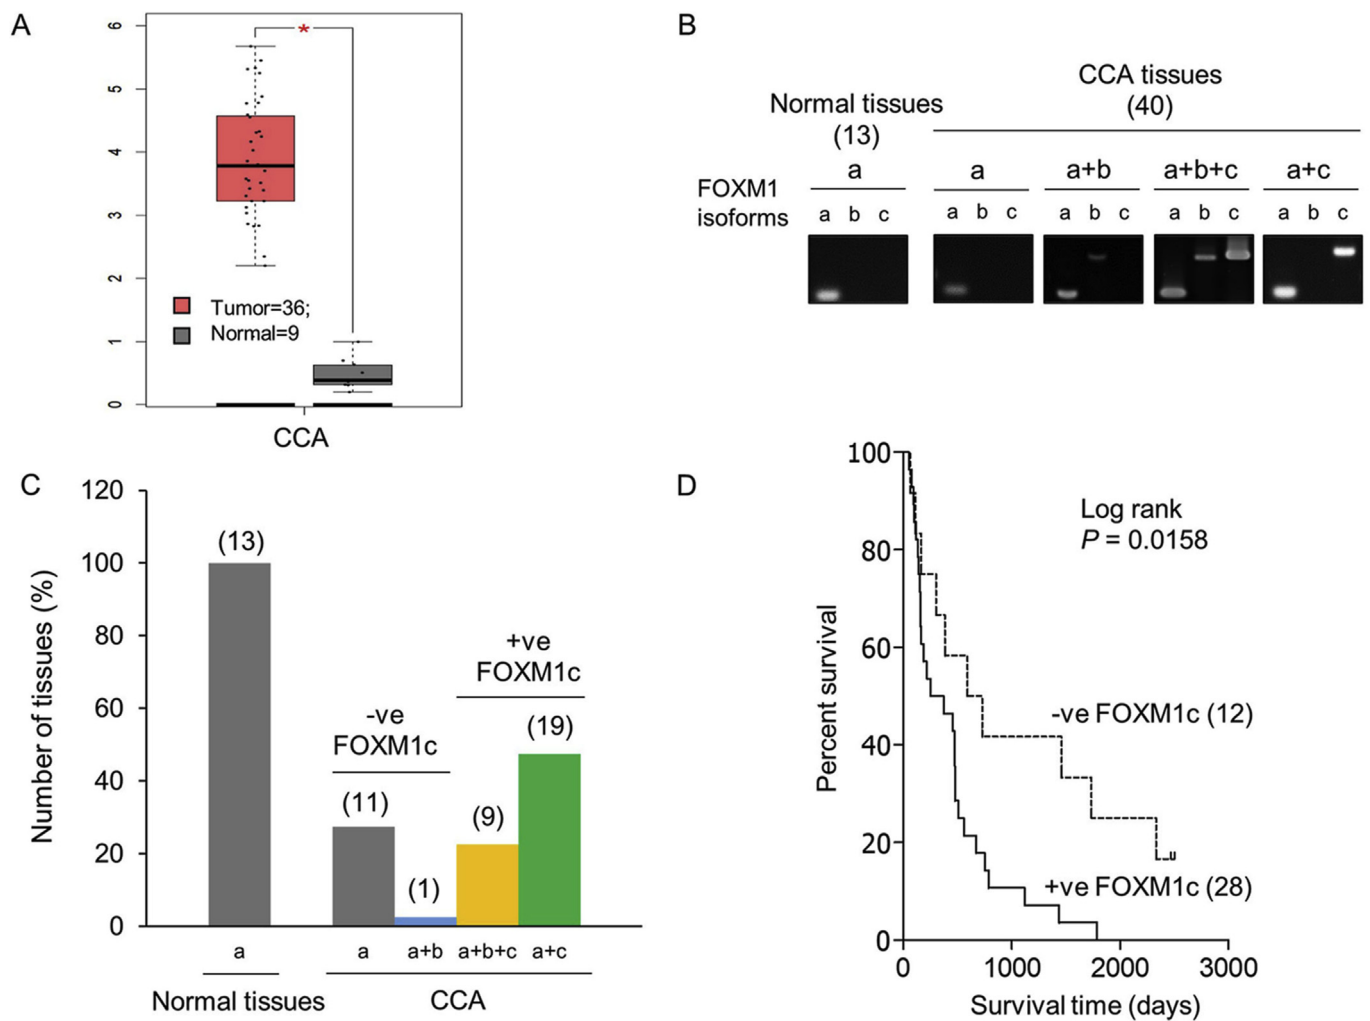 A
6
5
4
3
2
1
0
*
Tumor=36;
Normal=9
CCA
B
CCA tissues
(40)
Normal tissues
(13)
a
a
a+b
a+b+c
a+c
FOXM1
isoforms
a b c
a b c
a b c
a b c
a b c
C
Number of tissues (%)
120
100
80
60
40
20
0
(13)
-ve
FOXM1c
(11)
(1)
+ve
FOXM1c
(9)
(19)
a
a
a+b
a+b+c
a+c
Normal tissues
CCA
D
Percent survival
100
80
60
40
20
0
Log rank
P = 0.0158
-ve FOXM1c (12)
+ve FOXM1c (28)
0
1000
2000
3000
Survival time (days)